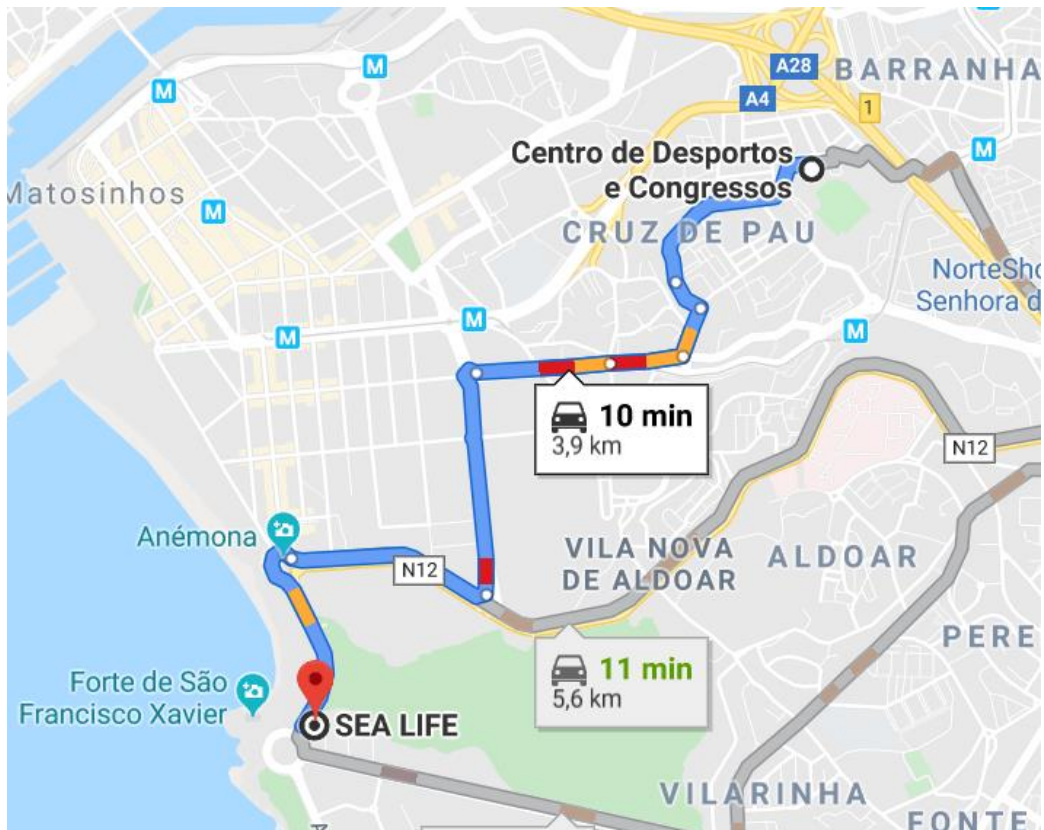 A28
BARRANHA
A4
1
M
M
Centro de Desportos
e Congressos
M
Matosinhos
M
CRUZ DE PAU
NorteSho
Senhora d
M
M
M
10 min
3,9 km
N12
Anémona
N12
VILA NOVA
DE ALDOAR
ALDOAR
PERE
11 min
5,6 km
Forte de São
Francisco Xavier
SEA LIFE
VILARINHA
FONTE